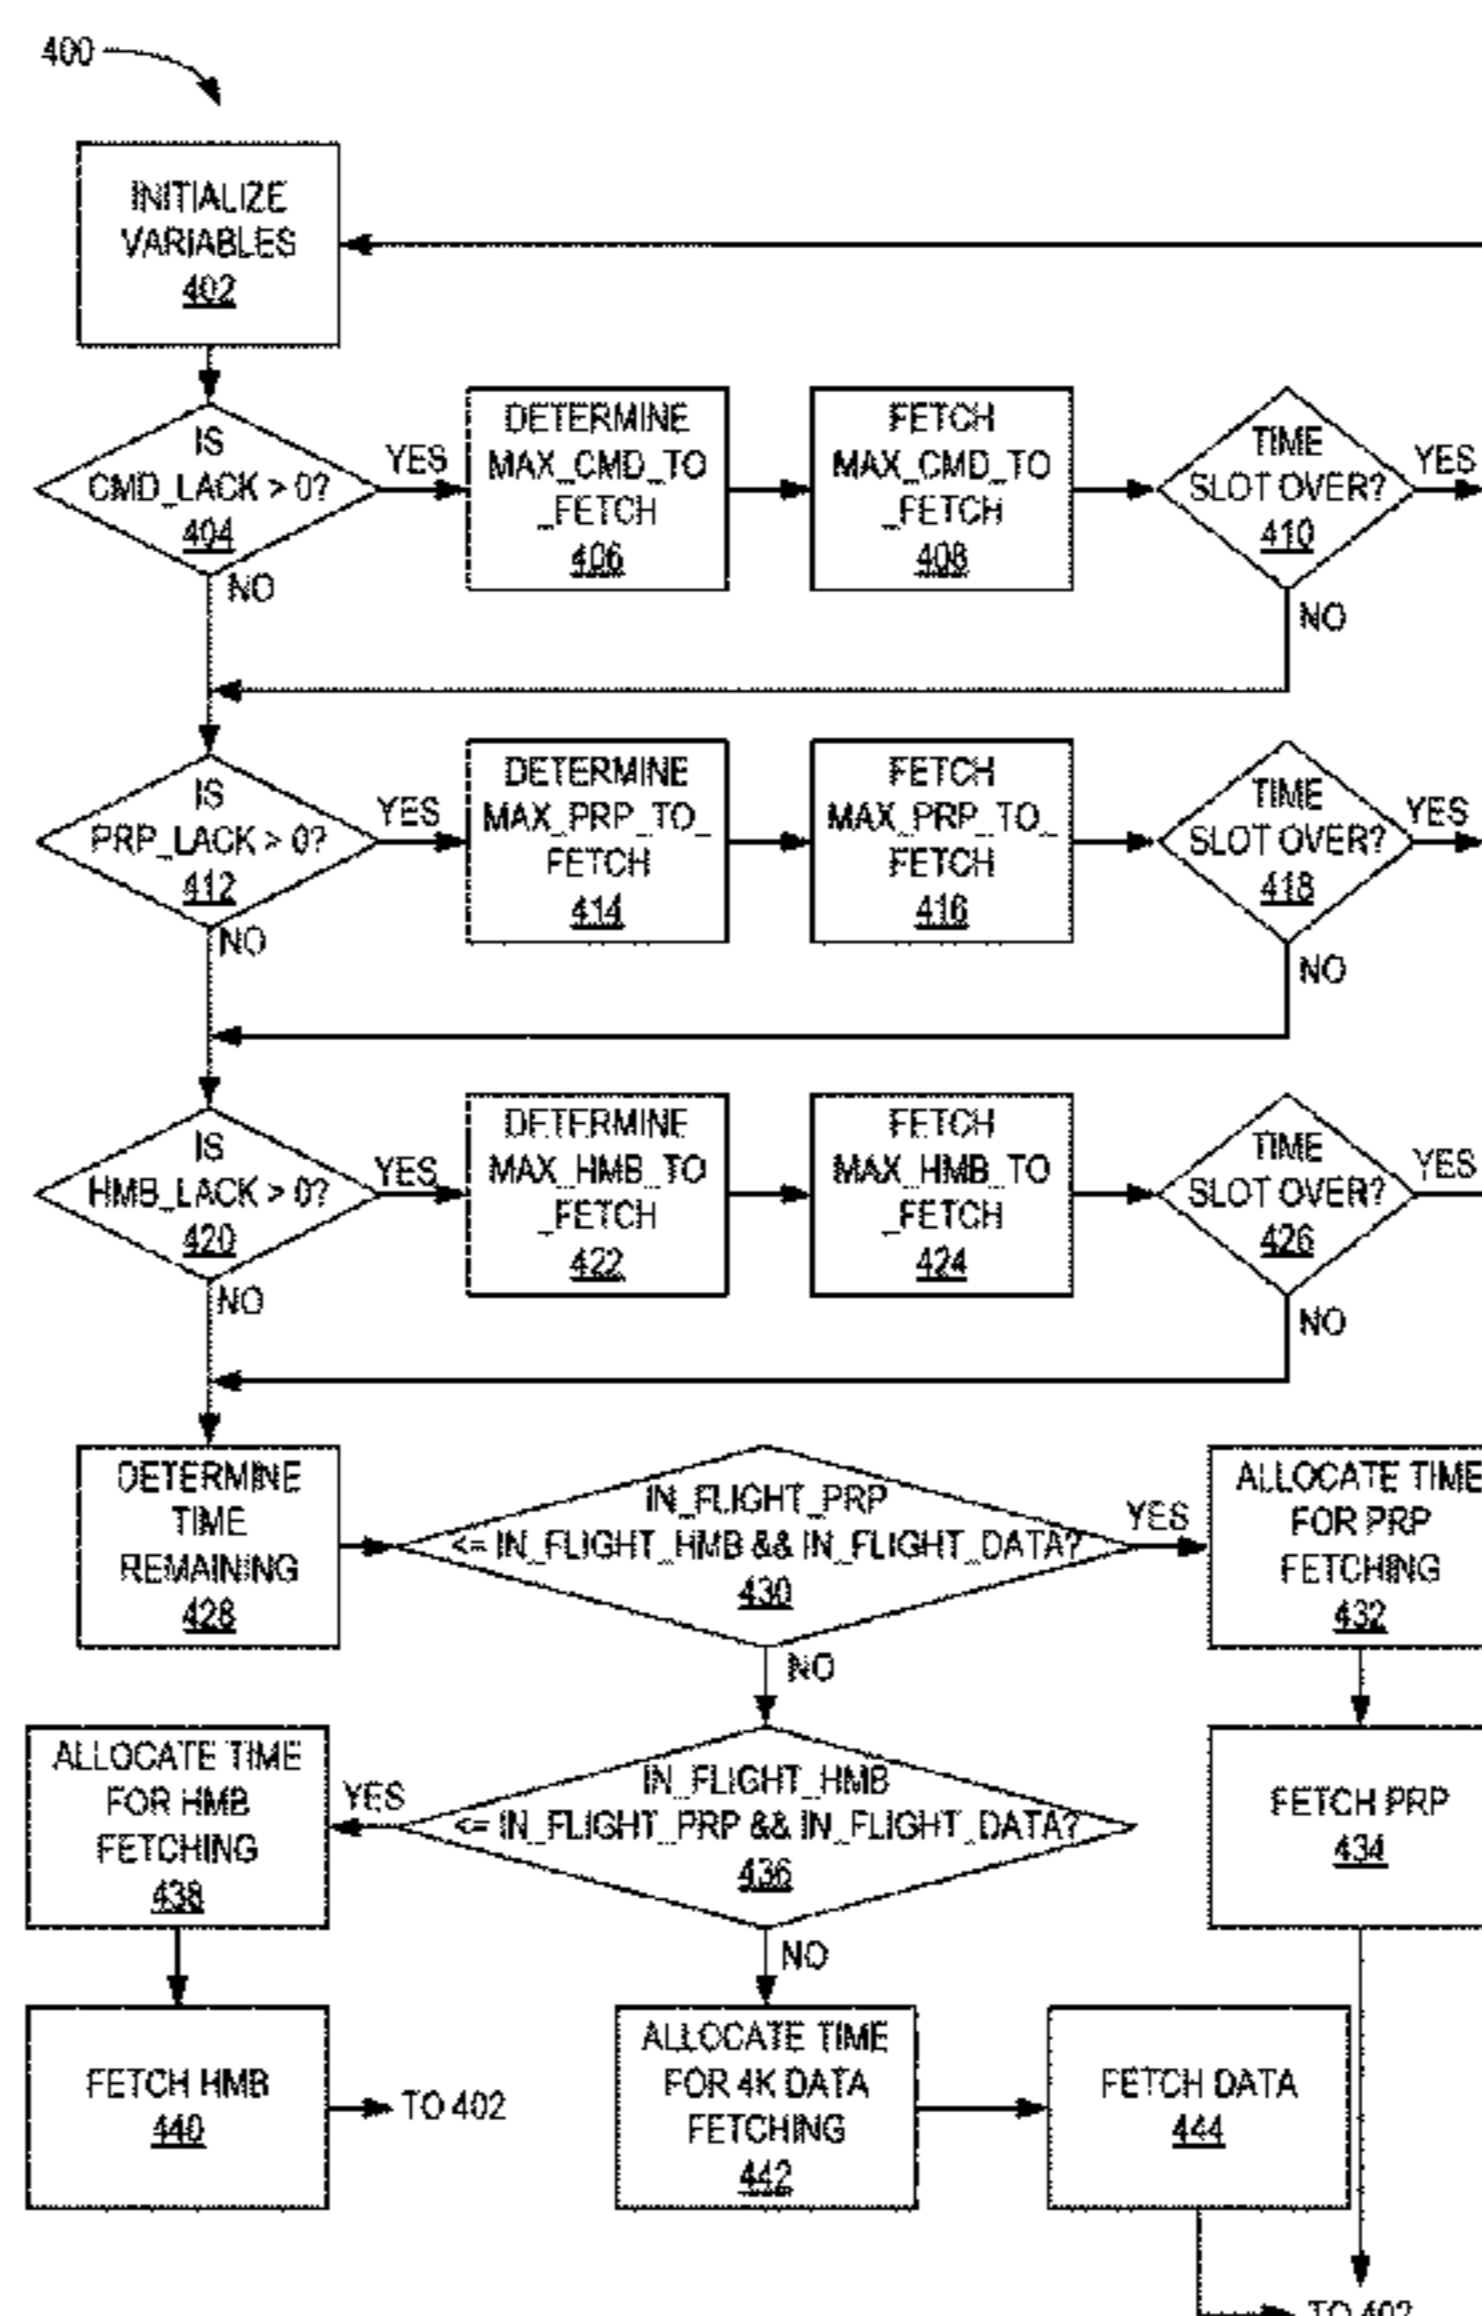 400
INITIALIZE
VARIABLES
402
IS
CMD_LACK > 0?
404
YES
NO
DETERMINE
MAX_CMD_TO
_FETCH
406
FETCH
MAX_CMD_TO
_FETCH
408
TIME
SLOT OVER?
410
YES
NO
IS
PRP_LACK > 0?
412
YES
NO
DETERMINE
MAX_PRP_TO_
FETCH
414
FETCH
MAX_PRP_TO_
FETCH
416
TIME
SLOT OVER?
418
YES
NO
IS
HMB_LACK > 0?
420
YES
NO
DETERMINE
MAX_HMB_TO
_FETCH
422
FETCH
MAX_HMB_TO
_FETCH
424
TIME
SLOT OVER?
426
YES
NO
DETERMINE
TIME
REMAINING
428
IN_FLIGHT_PRP
<= IN_FLIGHT_HMB && IN_FLIGHT_DATA?
430
YES
NO
ALLOCATE TIME
FOR PRP
FETCHING
432
ALLOCATE TIME
FOR HMB
FETCHING
438
YES
IN_FLIGHT_HMB
<= IN_FLIGHT_PRP && IN_FLIGHT_DATA?
436
NO
FETCH PRP
434
FETCH HMB
440
TO 402
ALLOCATE TIME
FOR 4K DATA
FETCHING
442
FETCH DATA
444
TO 402